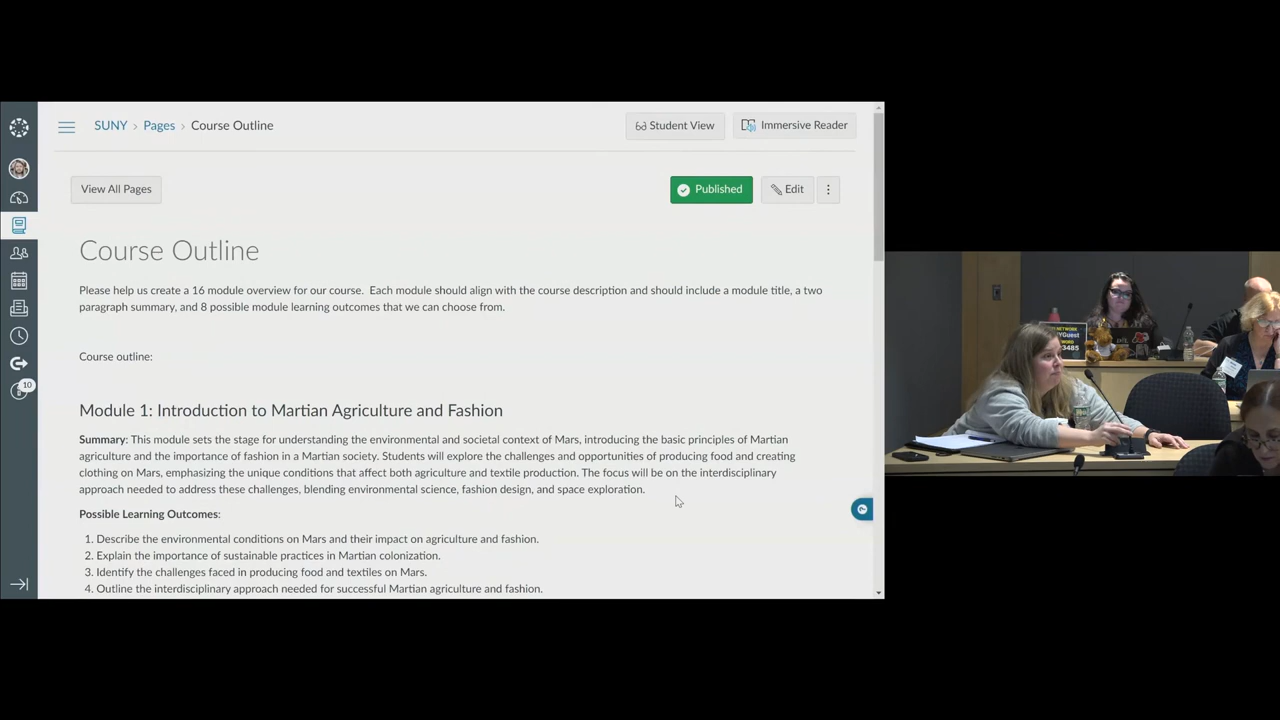 SUNY > Pages > Course Outline
Student View
Immersive Reader
View All Pages
Published
Edit
Course Outline
Please help us create a 16 module overview for our course. Each module should align with the course description and should include a module title, a two
paragraph summary, and 8 possible module learning outcomes that we can choose from.
Course outline:
Module 1: Introduction to Martian Agriculture and Fashion
Summary: This module sets the stage for understanding the environmental and societal context of Mars, introducing the basic principles of Martian
agriculture and the importance of fashion in a Martian society. Students will explore the challenges and opportunities of producing food and creating
clothing on Mars, emphasizing the unique conditions that affect both agriculture and textile production. The focus will be on the interdisciplinary
approach needed to address these challenges, blending environmental science, fashion design, and space exploration.
Possible Learning Outcomes:
1. Describe the environmental conditions on Mars and their impact on agriculture and fashion.
2. Explain the importance of sustainable practices in Martian colonization.
3. Identify the challenges faced in producing food and textiles on Mars.
4. Outline the interdisciplinary approach needed for successful Martian agriculture and fashion.
10
NETWORK
YGuest
WORD
3485